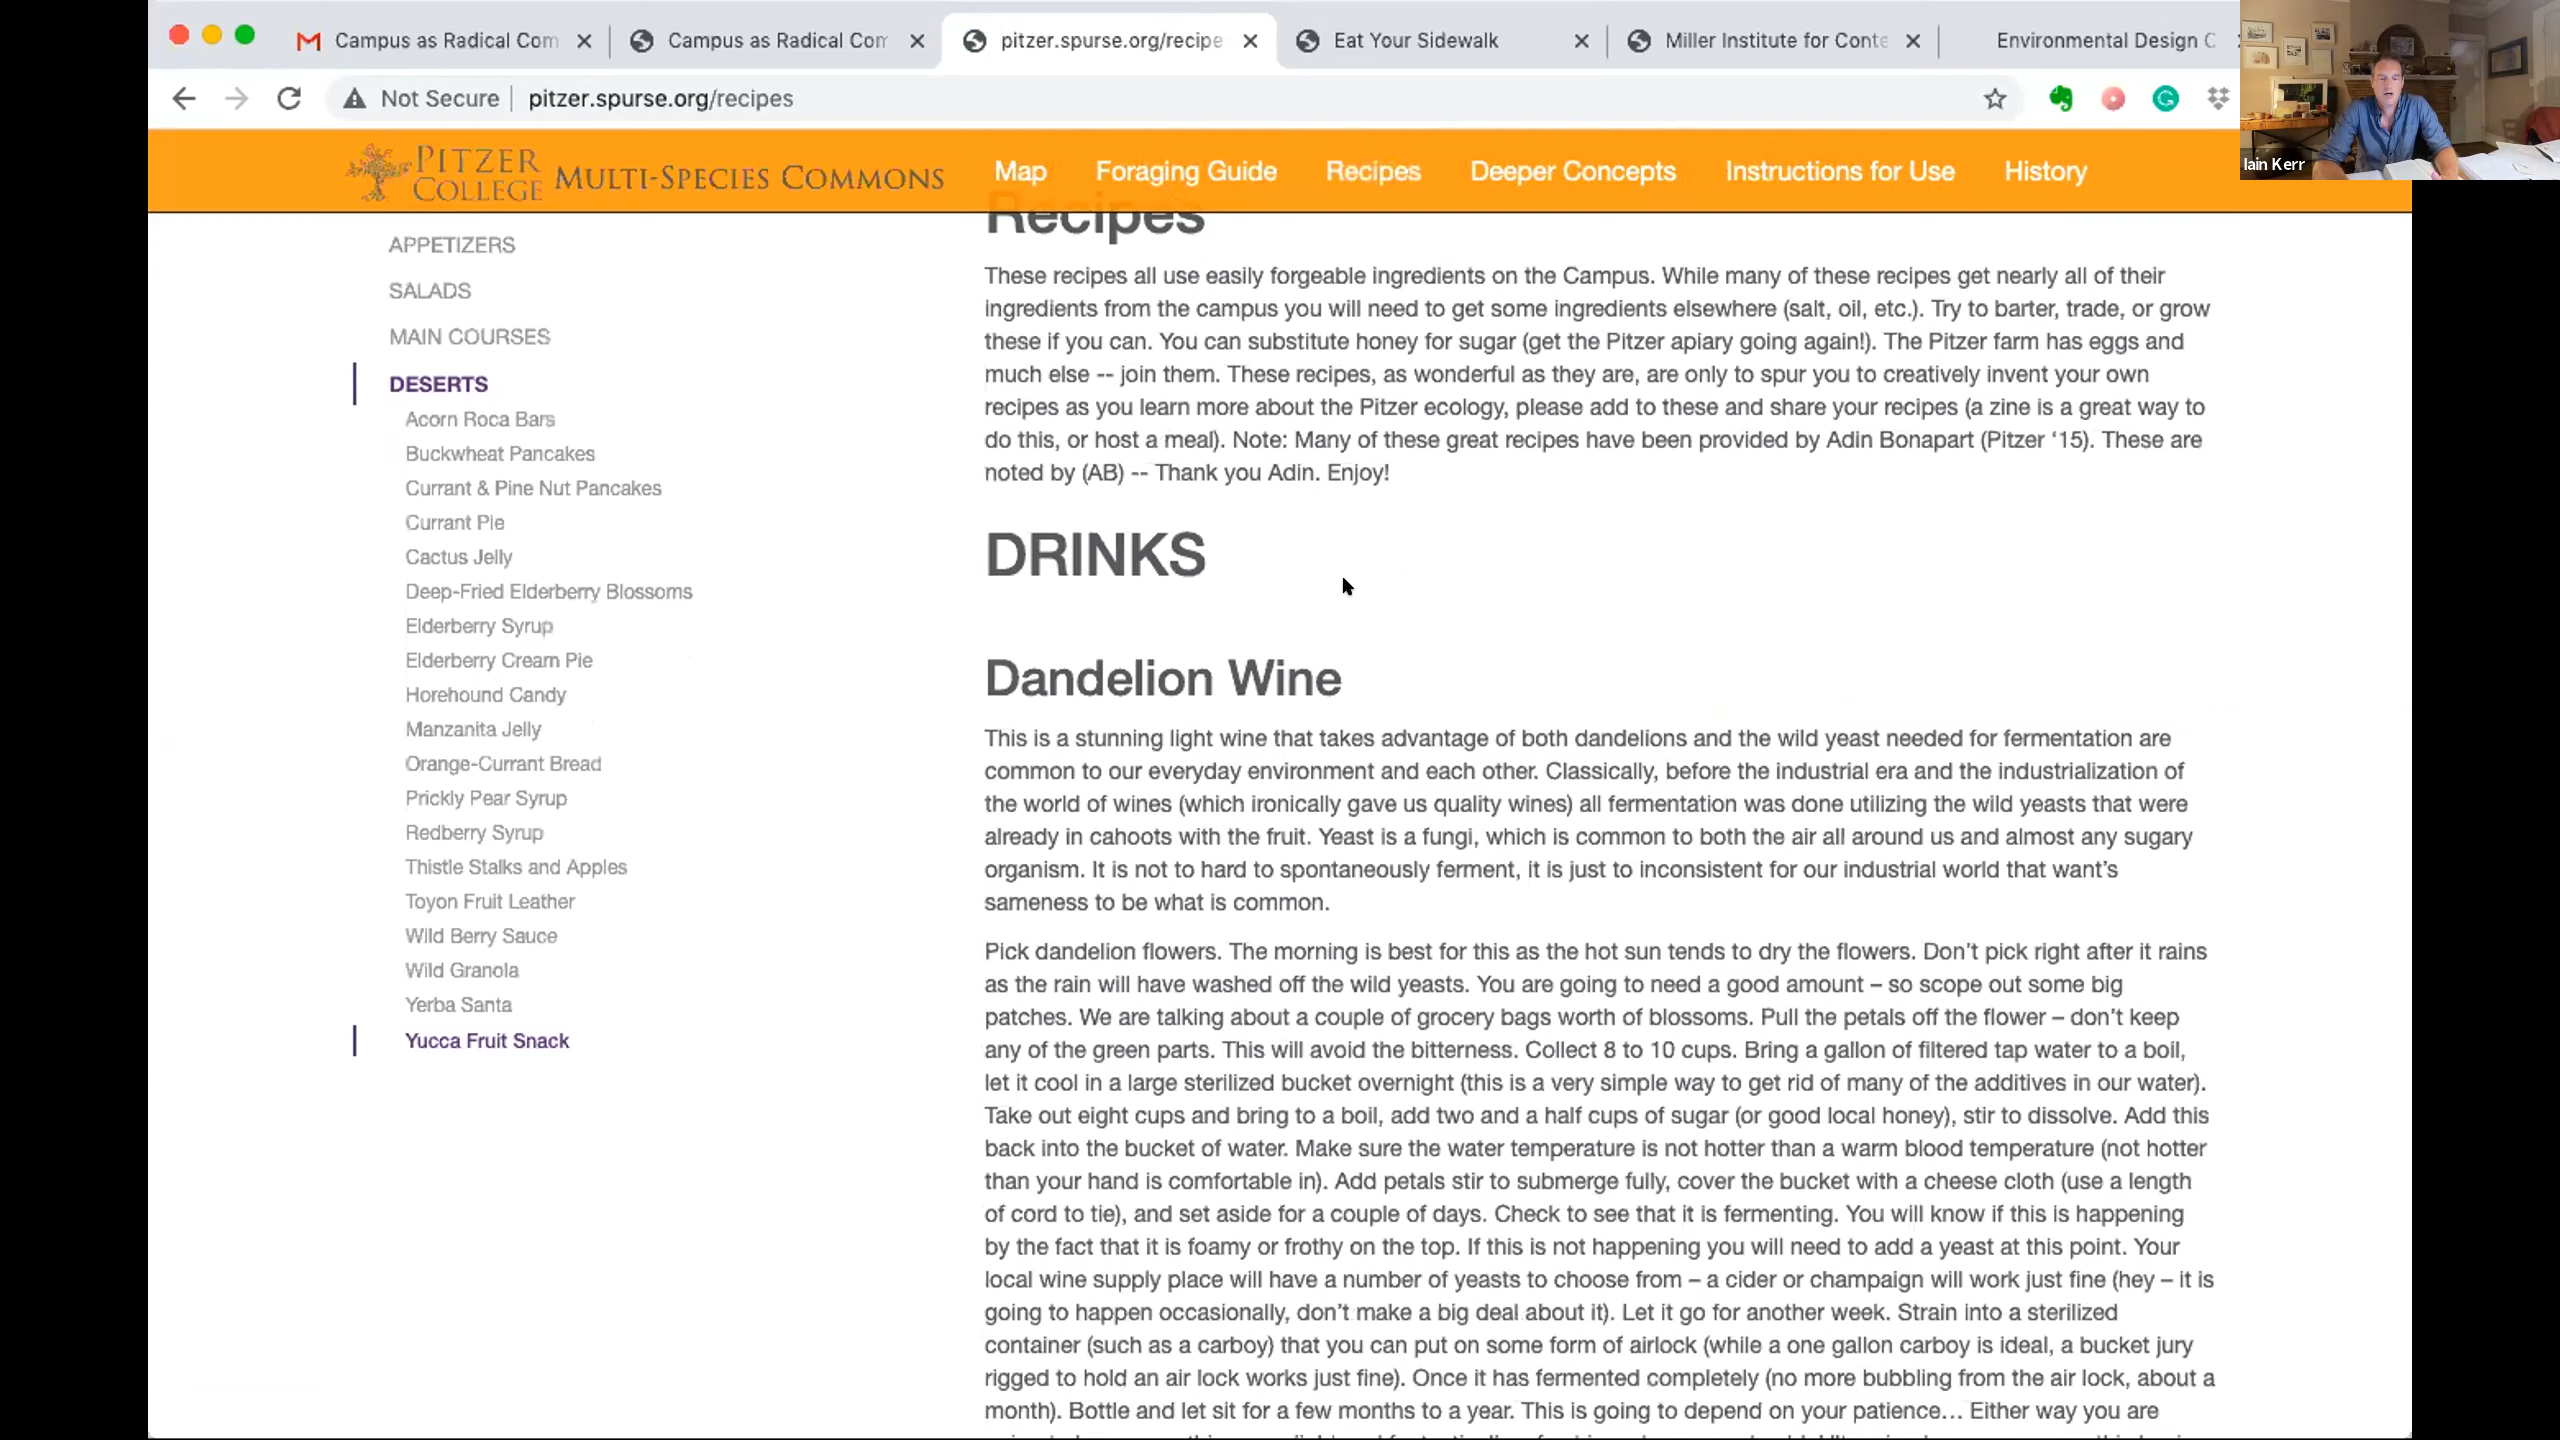 Campus as Radical Com
Campus as Radical Com
pitzer.spurse.org/recipe
Eat Your Sidewalk
Miller Institute for Conte
Environmental Design C
Not Secure
pitzer.spurse.org/recipes
Iain Kerr
PITZER COLLEGE
MULTI-SPECIES COMMONS
Map
Foraging Guide
Recipes
Deeper Concepts
Instructions for Use
History
APPETIZERS
SALADS
MAIN COURSES
DESERTS
Acorn Roca Bars
Buckwheat Pancakes
Currant & Pine Nut Pancakes
Currant Pie
Cactus Jelly
Deep-Fried Elderberry Blossoms
Elderberry Syrup
Elderberry Cream Pie
Horehound Candy
Manzanita Jelly
Orange-Currant Bread
Prickly Pear Syrup
Redberry Syrup
Thistle Stalks and Apples
Toyon Fruit Leather
Wild Berry Sauce
Wild Granola
Yerba Santa
Yucca Fruit Snack
Recipes
These recipes all use easily forgeable ingredients on the Campus. While many of these recipes get nearly all of their
ingredients from the campus you will need to get some ingredients elsewhere (salt, oil, etc.). Try to barter, trade, or grow
these if you can. You can substitute honey for sugar (get the Pitzer apiary going again!). The Pitzer farm has eggs and
much else -- join them. These recipes, as wonderful as they are, are only to spur you to creatively invent your own
recipes as you learn more about the Pitzer ecology, please add to these and share your recipes (a zine is a great way to
do this, or host a meal). Note: Many of these great recipes have been provided by Adin Bonapart (Pitzer ‘15). These are
noted by (AB) -- Thank you Adin. Enjoy!
DRINKS
Dandelion Wine
This is a stunning light wine that takes advantage of both dandelions and the wild yeast needed for fermentation are
common to our everyday environment and each other. Classically, before the industrial era and the industrialization of
the world of wines (which ironically gave us quality wines) all fermentation was done utilizing the wild yeasts that were
already in cahoots with the fruit. Yeast is a fungi, which is common to both the air all around us and almost any sugary
organism. It is not to hard to spontaneously ferment, it is just to inconsistent for our industrial world that want’s
sameness to be what is common.
Pick dandelion flowers. The morning is best for this as the hot sun tends to dry the flowers. Don’t pick right after it rains
as the rain will have washed off the wild yeasts. You are going to need a good amount – so scope out some big
patches. We are talking about a couple of grocery bags worth of blossoms. Pull the petals off the flower – don’t keep
any of the green parts. This will avoid the bitterness. Collect 8 to 10 cups. Bring a gallon of filtered tap water to a boil,
let it cool in a large sterilized bucket overnight (this is a very simple way to get rid of many of the additives in our water).
Take out eight cups and bring to a boil, add two and a half cups of sugar (or good local honey), stir to dissolve. Add this
back into the bucket of water. Make sure the water temperature is not hotter than a warm blood temperature (not hotter
than your hand is comfortable in). Add petals stir to submerge fully, cover the bucket with a cheese cloth (use a length
of cord to tie), and set aside for a couple of days. Check to see that it is fermenting. You will know if this is happening
by the fact that it is foamy or frothy on the top. If this is not happening you will need to add a yeast at this point. Your
local wine supply place will have a number of yeasts to choose from – a cider or champaign will work just fine (hey – it is
going to happen occasionally, don’t make a big deal about it). Let it go for another week. Strain into a sterilized
container (such as a carboy) that you can put on some form of airlock (while a one gallon carboy is ideal, a bucket jury
rigged to hold an air lock works just fine). Once it has fermented completely (no more bubbling from the air lock, about a
month). Bottle and let sit for a few months to a year. This is going to depend on your patience… Either way you are